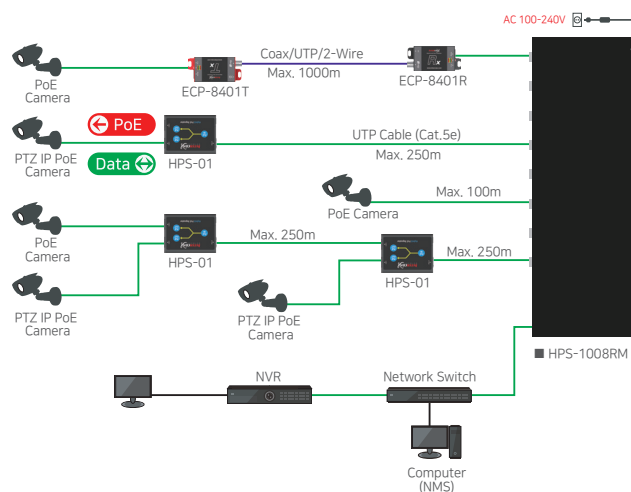 AC 100-240V
Coax/UTP/2-Wire
Max. 1000m
PoE
Camera
ECP-8401T
ECP-8401R
PoE
Data
PTZ IP PoE
Camera
HPS-01
UTP Cable (Cat.5e)
Max. 250m
Max. 100m
PoE Camera
PoE
Camera
HPS-01
Max. 250m
Max. 250m
HPS-01
PTZ IP PoE
Camera
PTZ IP PoE
Camera
HPS-1008RM
NVR
Network Switch
Computer
(NMS)